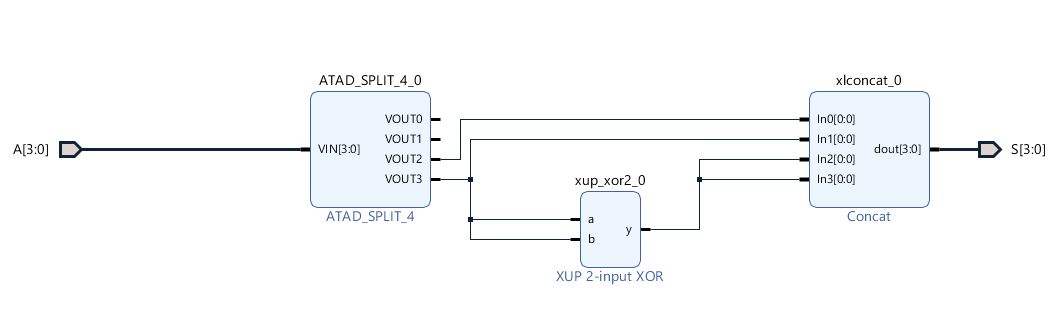 ATAD_SPLIT_4_0
xlconcat_0
VOUT0
In0[0:0]
VOUT1
In1[0:0]
A[3:0]
VIN[3:0]
dout[3:0]
S[3:0]
VOUT2
In2[0:0]
VOUT3
xup_xor2_0
In3[0:0]
ATAD_SPLIT_4
a
Concat
y
b
XUP 2-input XOR